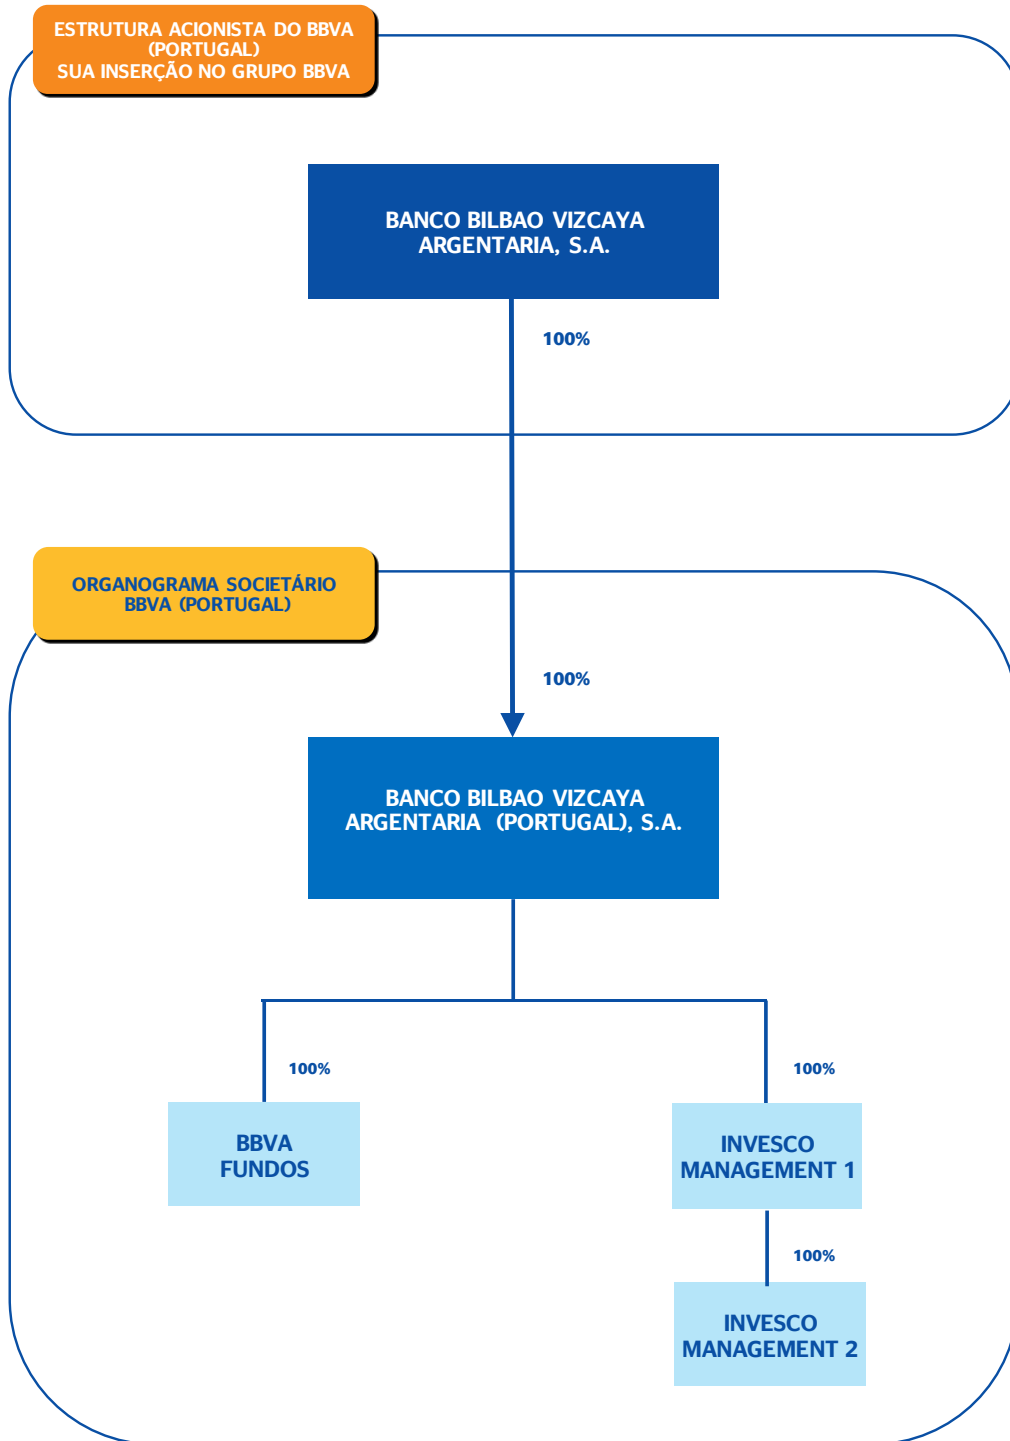 ESTRUTURA ACIONISTA DO BBVA
(PORTUGAL)
SUA INSERÇÃO NO GRUPO BBVA
BANCO BILBAO VIZCAYA
ARGENTARIA, S.A.
100%
ORGANOGRAMA SOCIETÁRIO
BBVA (PORTUGAL)
100%
BANCO BILBAO VIZCAYA
ARGENTARIA (PORTUGAL), S.A.
100%
100%
BBVA
FUNDOS
INVESCO
MANAGEMENT 1
100%
INVESCO
MANAGEMENT 2